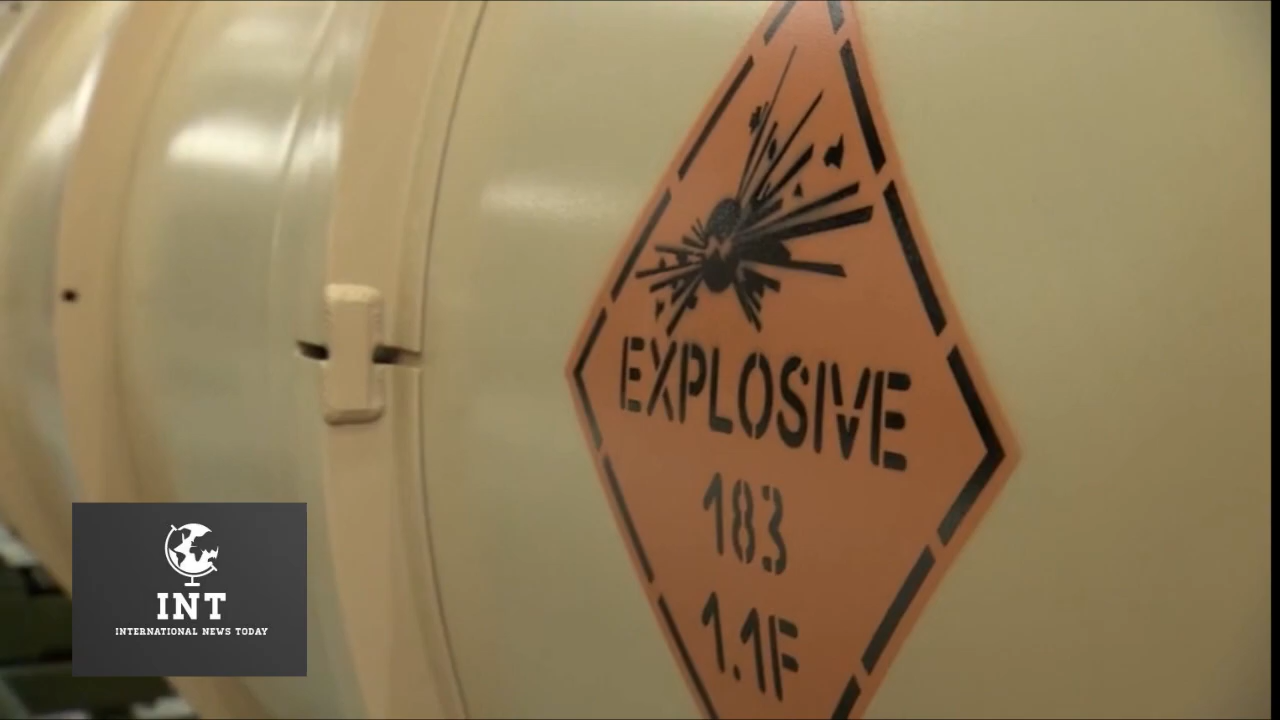 EXPLOSIVE
183
1.1F
INT
INTERNATIONAL NEWS TODAY